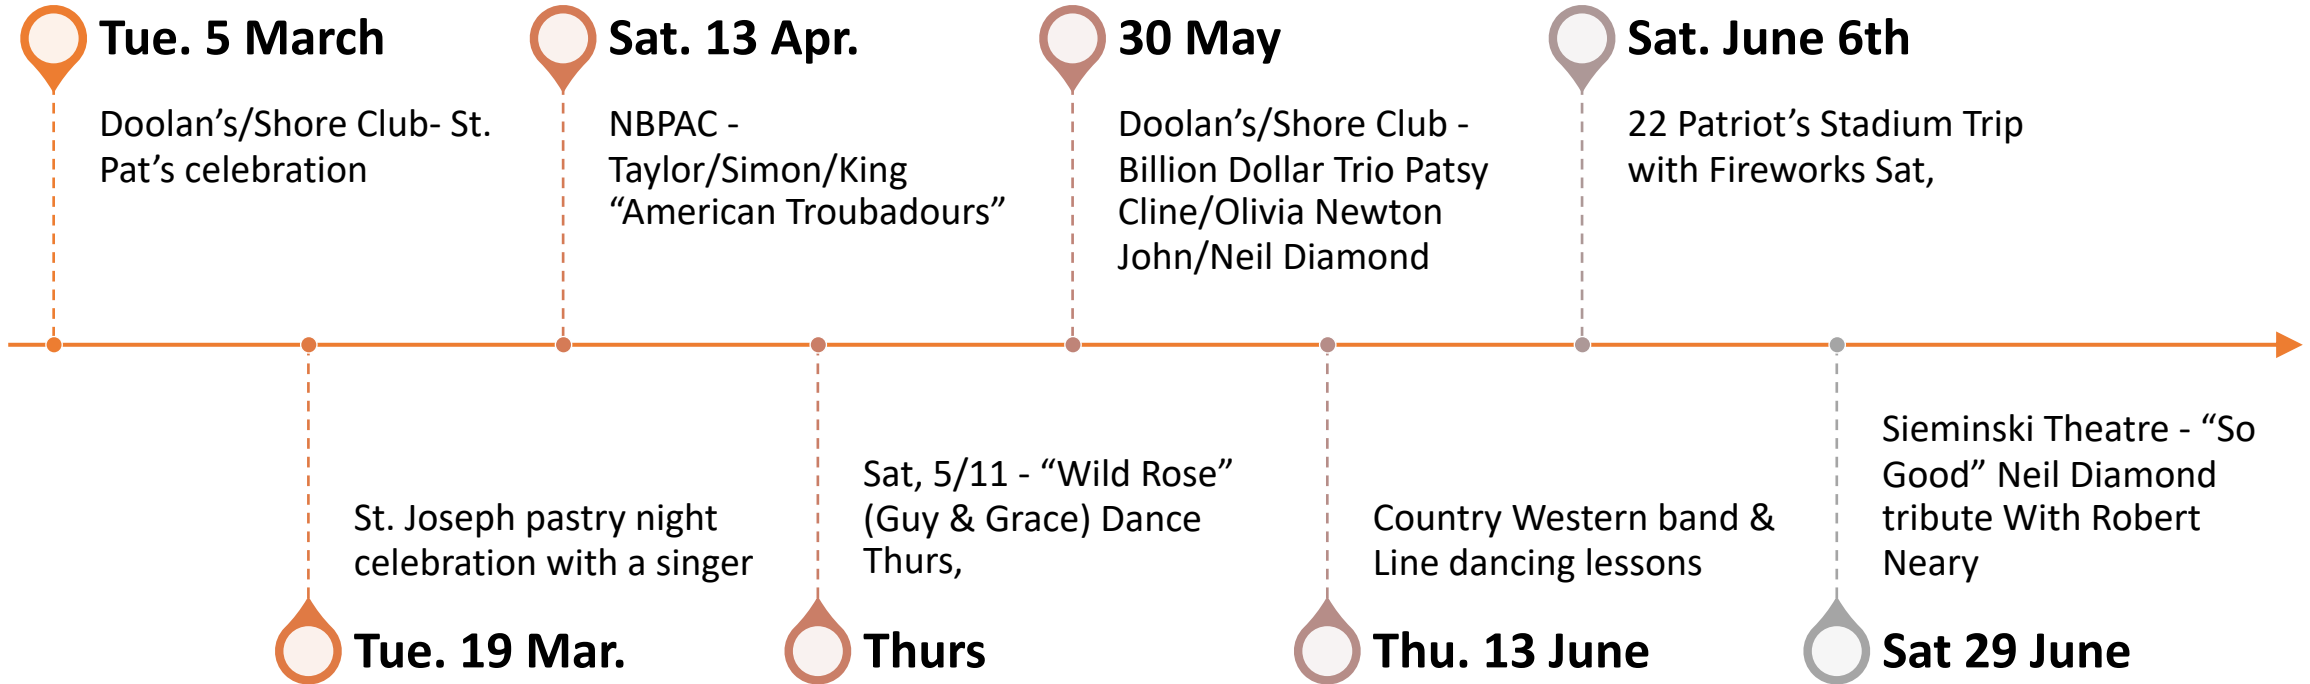 Tue. 5 March
Doolan’s/Shore Club- St.
Pat’s celebration
St. Joseph pastry night
celebration with a singer
Tue. 19 Mar.
Sat. 13 Apr.
NBPAC -
Taylor/Simon/King
“American Troubadours”
Sat, 5/11 - “Wild Rose”
(Guy & Grace) Dance
Thurs,
Thurs
30 May
Doolan’s/Shore Club -
Billion Dollar Trio Patsy
Cline/Olivia Newton
John/Neil Diamond
Country Western band &
Line dancing lessons
Thu. 13 June
Sat. June 6th
22 Patriot’s Stadium Trip
with Fireworks Sat,
Sieminski Theatre - “So
Good” Neil Diamond
tribute With Robert
Neary
Sat 29 June